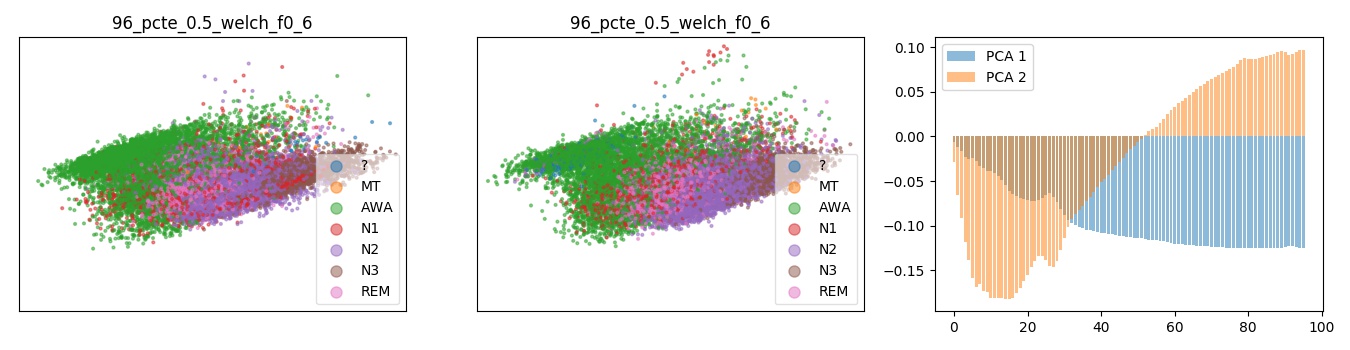 96_pcte_0.5_welch_f0_6
?
MT
AWA
N1
N2
N3
REM
96_pcte_0.5_welch_f0_6
?
MT
AWA
N1
N2
N3
REM
PCA 1
PCA 2
0.10
0.05
0.00
−0.05
−0.10
−0.15
0 20 40 60 80 100